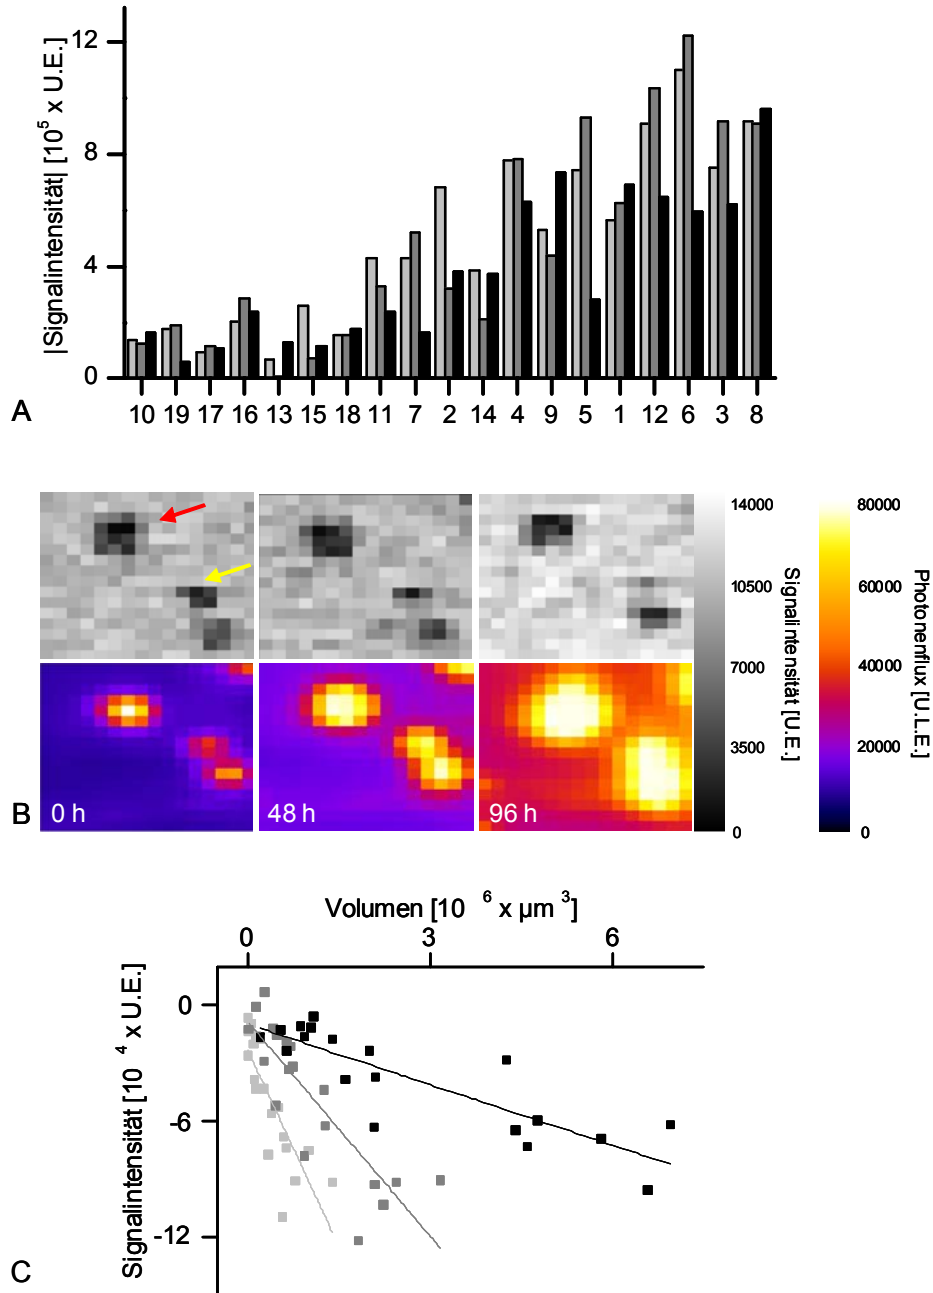 |Signalintensität| [10⁵ x U.E.]
12
8
4
0
10 19 17 16 13 15 18 11 7 2 14 4 9 5 1 12 6 3 8
A
14000
10500
7000
3500
0
Signalintensität [U.E.]
80000
60000
40000
20000
0
Photonenflux [U.L.E.]
0 h
48 h
96 h
B
Volumen [10 ⁶ x µm ³]
0 3 6
Signalintensität [10 ⁴ x U.E.]
0
-6
-12
C